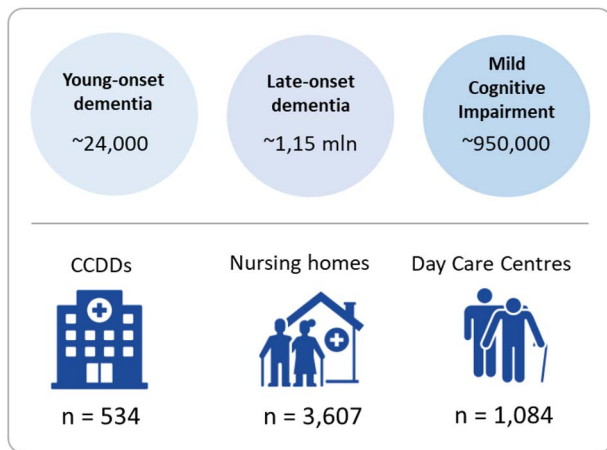 Young-onset
dementia
~24,000
Late-onset
dementia
~1,15 mln
Mild
Cognitive
Impairment
~950,000
CCDDs
Nursing homes
Day Care Centres
n = 534
n = 3,607
n = 1,084